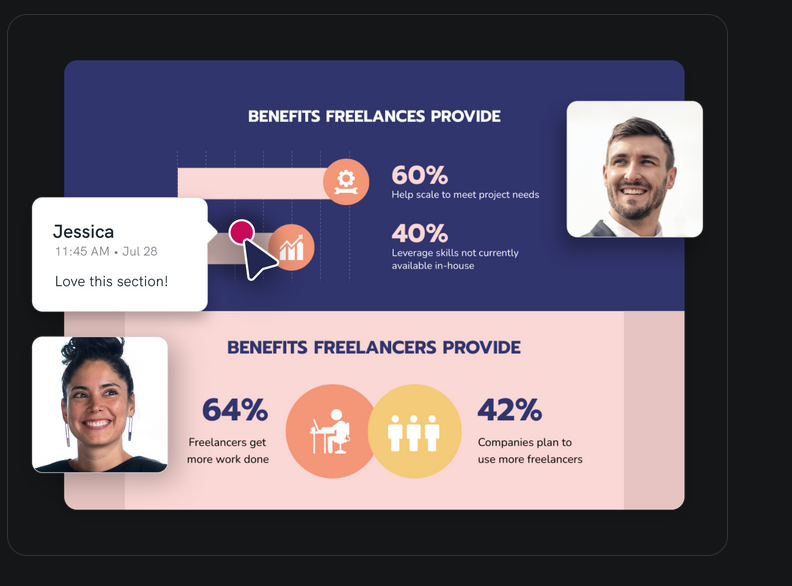 BENEFITS FREELANCES PROVIDE
60%
Help scale to meet project needs
40%
Leverage skills not currently
available in-house
Jessica
11:45 AM • Jul 28
Love this section!
BENEFITS FREELANCERS PROVIDE
64%
Freelancers get
more work done
42%
Companies plan to
use more freelancers